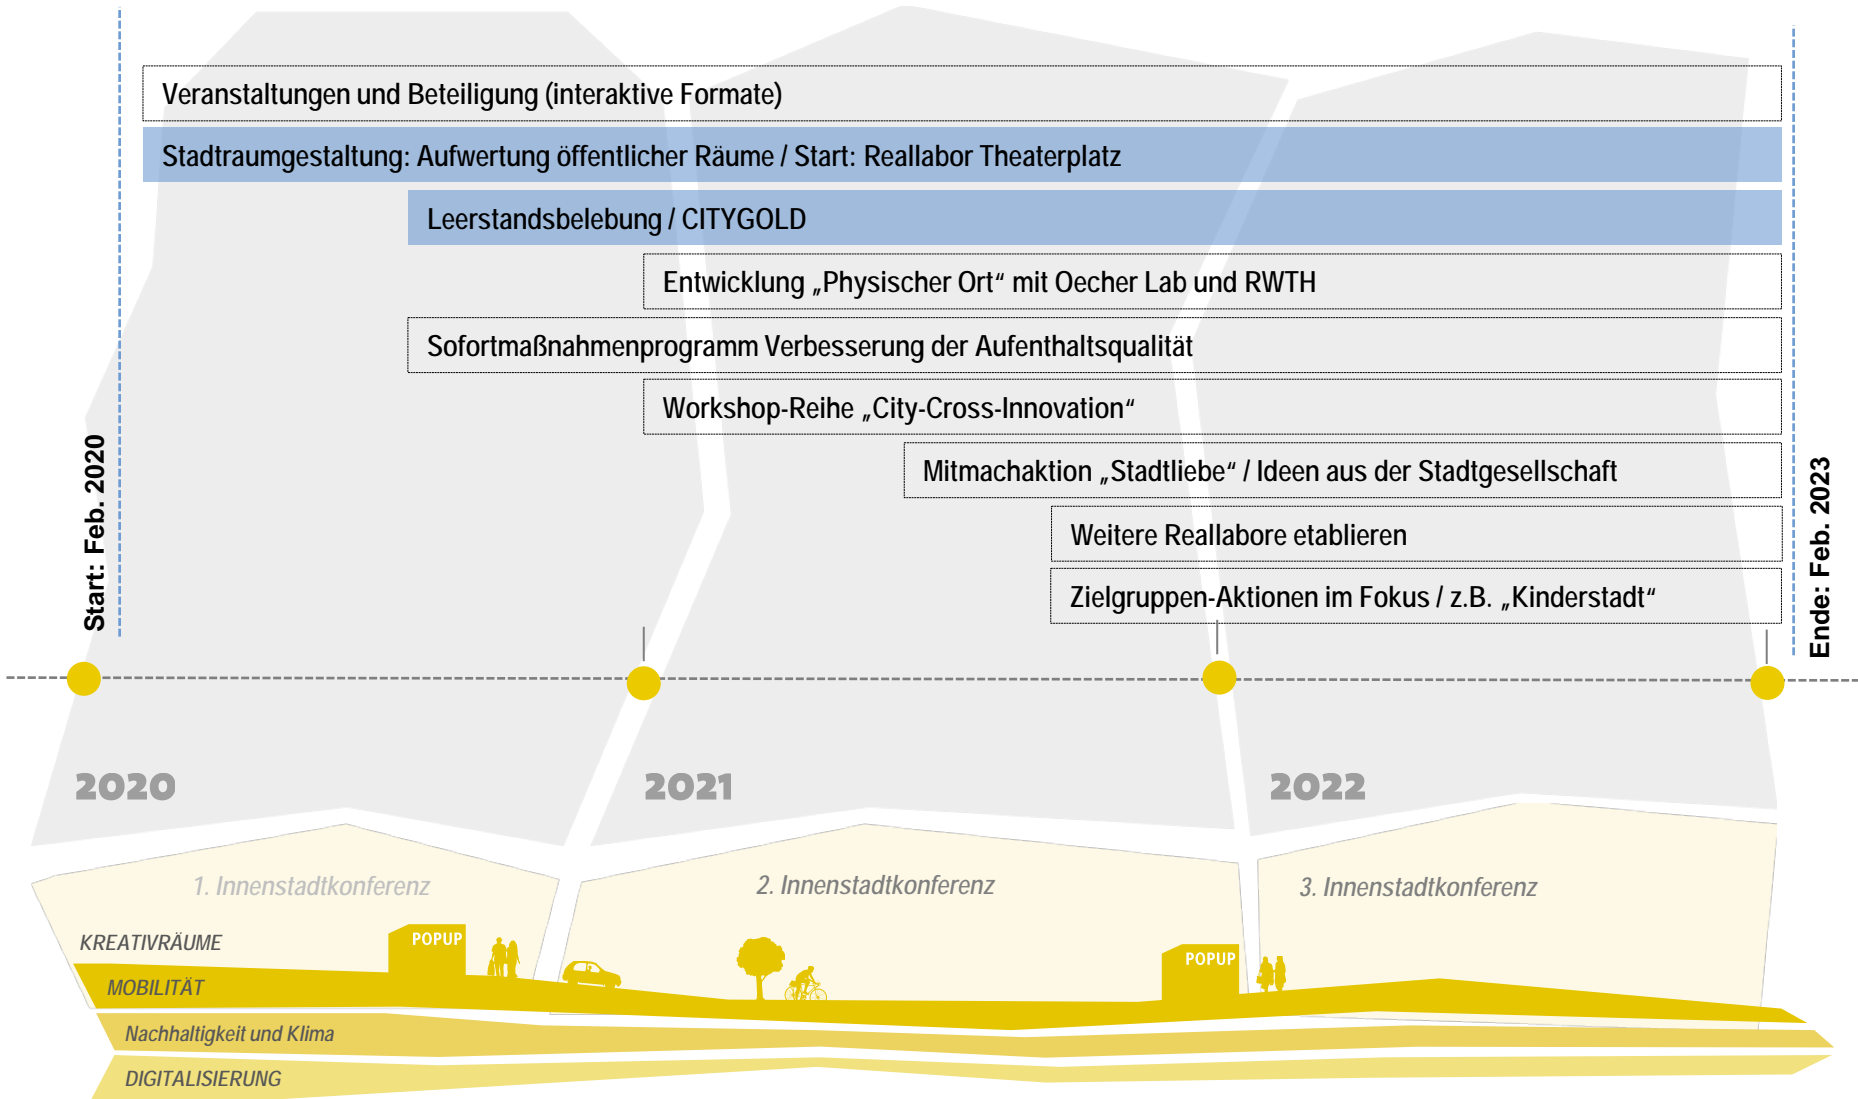 Veranstaltungen und Beteiligung (interaktive Formate)
Stadtraumgestaltung: Aufwertung öffentlicher Räume / Start: Reallabor Theaterplatz
Leerstandsbelebung / CITYGOLD
Entwicklung „Physischer Ort“ mit Oecher Lab und RWTH
Sofortmaßnahmenprogramm Verbesserung der Aufenthaltsqualität
Workshop-Reihe „City-Cross-Innovation“
Mitmachaktion „Stadtliebe“ / Ideen aus der Stadtgesellschaft
Weitere Reallabore etablieren
Zielgruppen-Aktionen im Fokus / z.B. „Kinderstadt“
Start: Feb. 2020
Ende: Feb. 2023
2020
2021
2022
1. Innenstadtkonferenz
2. Innenstadtkonferenz
3. Innenstadtkonferenz
KREATIVRÄUME
POPUP
POPUP
MOBILITÄT
Nachhaltigkeit und Klima
DIGITALISIERUNG